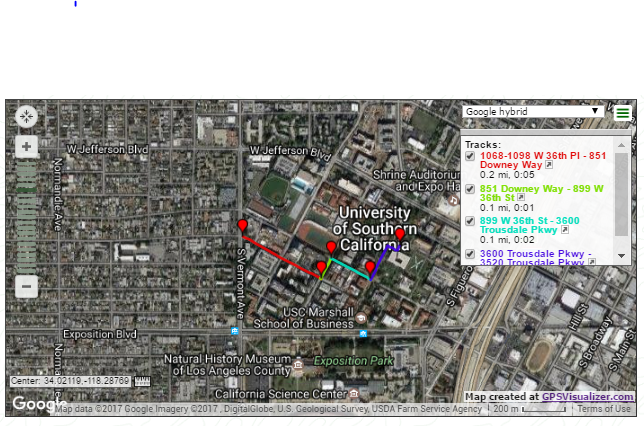 Google hybrid
W Jefferson Blvd
W Jefferson Blvd
Normandie Ave
Shrine Auditorium
and Expo Ha
Tracks:
1068-1098 W 36th Pl - 851
Downey Way
0.2 mi, 0:05
851 Downey Way - 899 W
36th St
0.1 mi, 0:01
899 W 36th St - 3600
Trousdale Pkwy
0.1 mi, 0:02
3600 Trousdale Pkwy -
3520 Trousdale Pkwy
University
of Southern
California
S Vermont Ave
S Figuero
USC Marshall
School of Business
Exposition Blvd
Hill St
S Broadway
S Main St
Natural History Museum
of Los Angeles County
Exposition Park
California Science Center
Center: 34.02119,-118.28769
Map created at GPSVisualizer.com
Google
Map data ©2017 Google Imagery ©2017 , DigitalGlobe, U.S. Geological Survey, USDA Farm Service Agency
200 m
Terms of Use